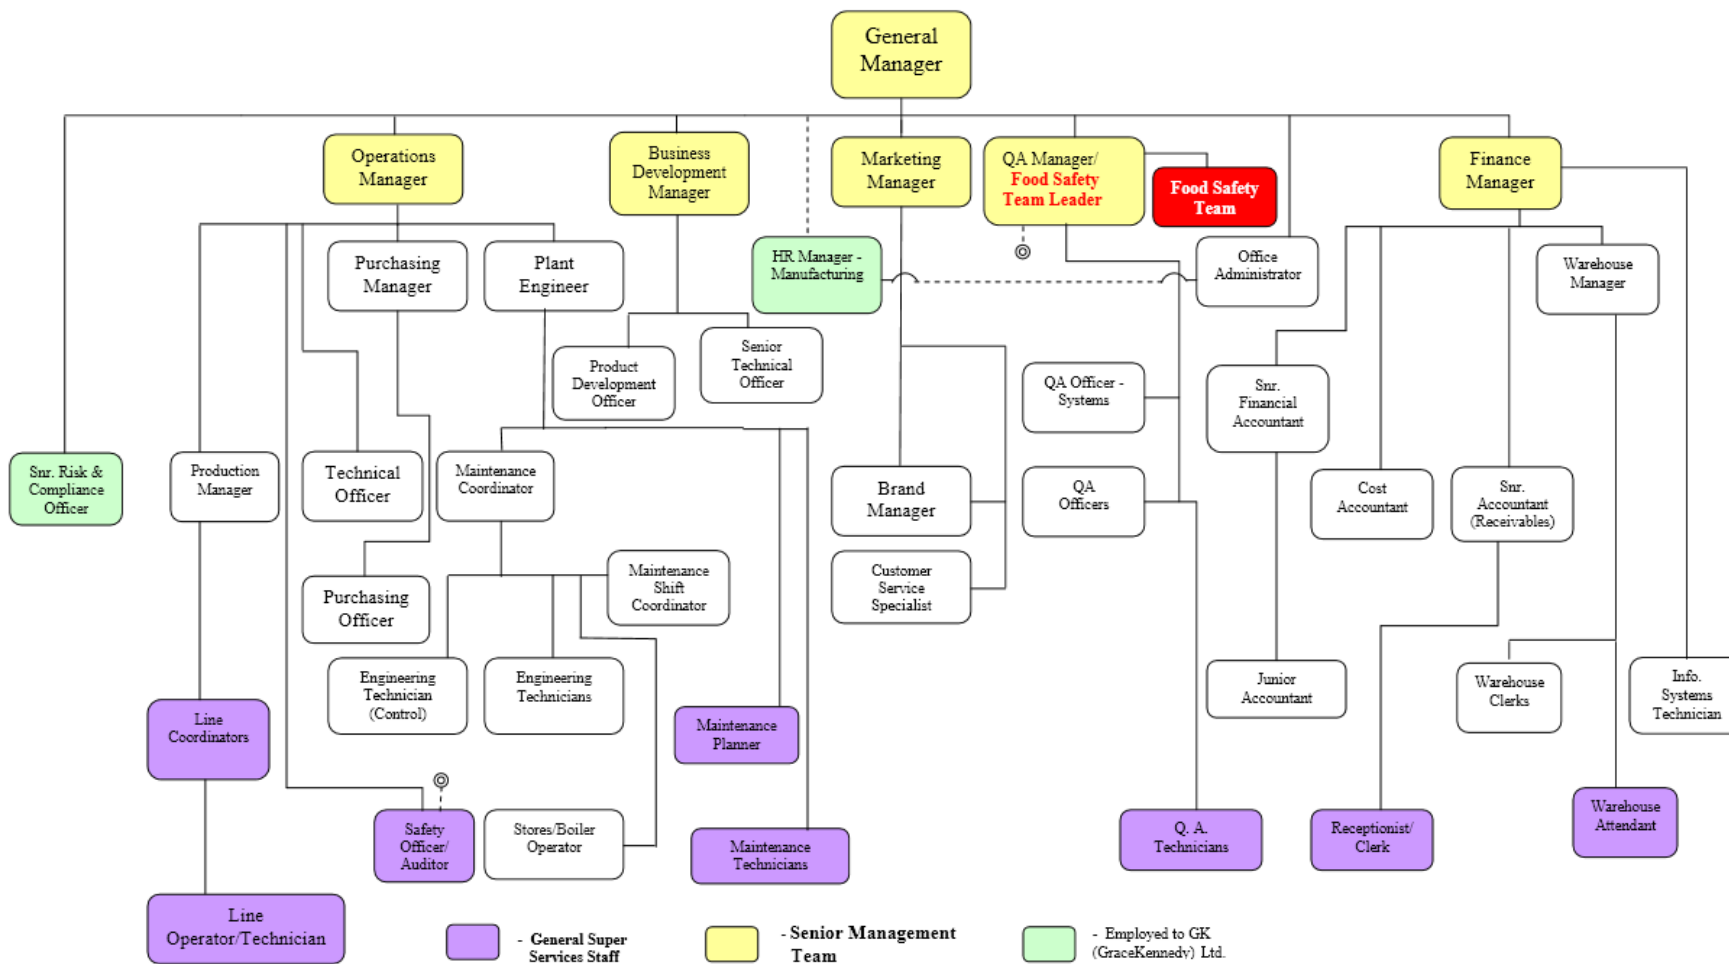 General
Manager
Operations
Manager
Business
Development
Manager
Marketing
Manager
QA Manager/
Food Safety
Team Leader
Food Safety
Team
Finance
Manager
Purchasing
Manager
Plant
Engineer
HR Manager -
Manufacturing
Office
Administrator
Warehouse
Manager
Product
Development
Officer
Senior
Technical
Officer
QA Officer -
Systems
Snr.
Financial
Accountant
Snr. Risk &
Compliance
Officer
Production
Manager
Technical
Officer
Maintenance
Coordinator
Brand
Manager
QA
Officers
Cost
Accountant
Snr.
Accountant
(Receivables)
Purchasing
Officer
Maintenance
Shift
Coordinator
Customer
Service
Specialist
Engineering
Technician
(Control)
Engineering
Technicians
Junior
Accountant
Warehouse
Clerks
Info.
Systems
Technician
Line
Coordinators
Maintenance
Planner
Safety
Officer/
Auditor
Stores/Boiler
Operator
Maintenance
Technicians
Q. A.
Technicians
Receptionist/
Clerk
Warehouse
Attendant
Line
Operator/Technician
- General Super
Services Staff
- Senior Management
Team
- Employed to GK
(GraceKennedy) Ltd.